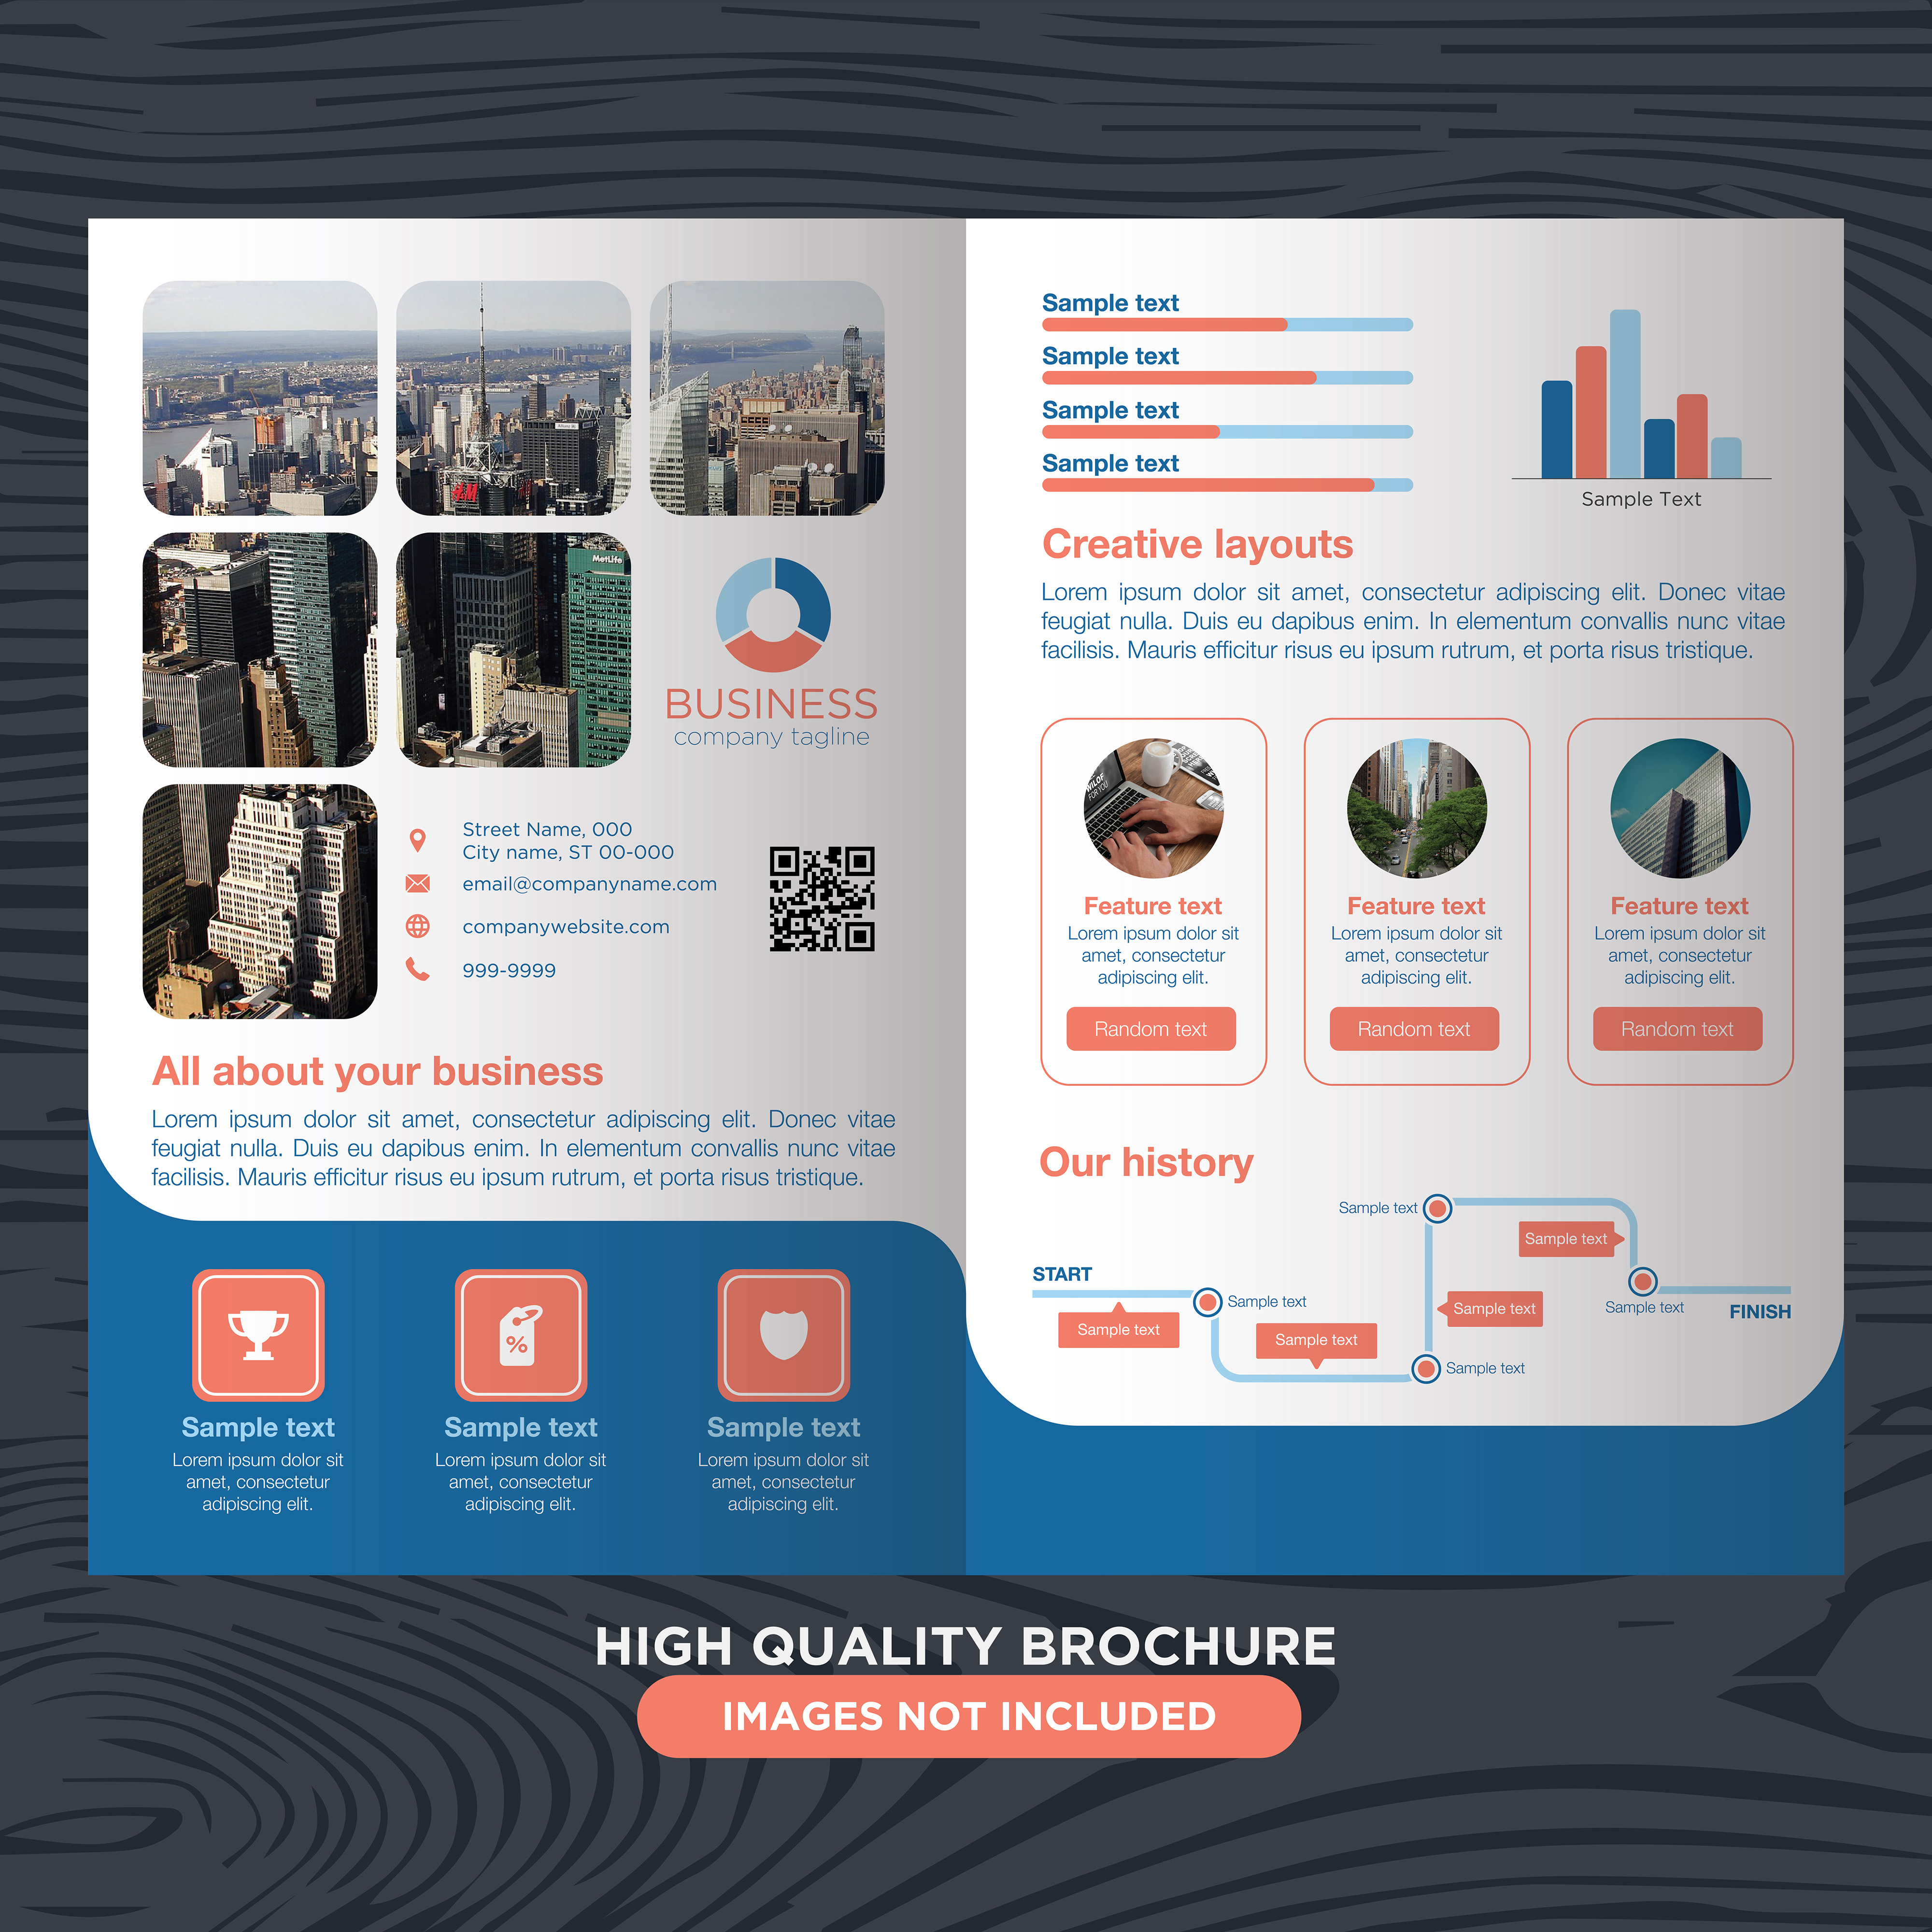 H&M
Allianz
MetLife
BUSINESS
company tagline
Street Name, 000
City name, ST 00-000
email@companyname.com
companywebsite.com
999-9999
All about your business
Lorem ipsum dolor sit amet, consectetur adipiscing elit. Donec vitae
feugiat nulla. Duis eu dapibus enim. In elementum convallis nunc vitae
facilisis. Mauris efficitur risus eu ipsum rutrum, et porta risus tristique.
%
Sample text
Lorem ipsum dolor sit
amet, consectetur
adipiscing elit.
Sample text
Lorem ipsum dolor sit
amet, consectetur
adipiscing elit.
Sample text
Lorem ipsum dolor sit
amet, consectetur
adipiscing elit.
Sample text
Sample text
Sample text
Sample text
Sample Text
Creative layouts
Lorem ipsum dolor sit amet, consectetur adipiscing elit. Donec vitae
feugiat nulla. Duis eu dapibus enim. In elementum convallis nunc vitae
facilisis. Mauris efficitur risus eu ipsum rutrum, et porta risus tristique.
FOR YOU
Feature text
Lorem ipsum dolor sit
amet, consectetur
adipiscing elit.
Random text
Feature text
Lorem ipsum dolor sit
amet, consectetur
adipiscing elit.
Random text
Feature text
Lorem ipsum dolor sit
amet, consectetur
adipiscing elit.
Random text
Our history
START
Sample text
Sample text
Sample text
Sample text
Sample text
Sample text
Sample text
Sample text
FINISH
HIGH QUALITY BROCHURE
IMAGES NOT INCLUDED